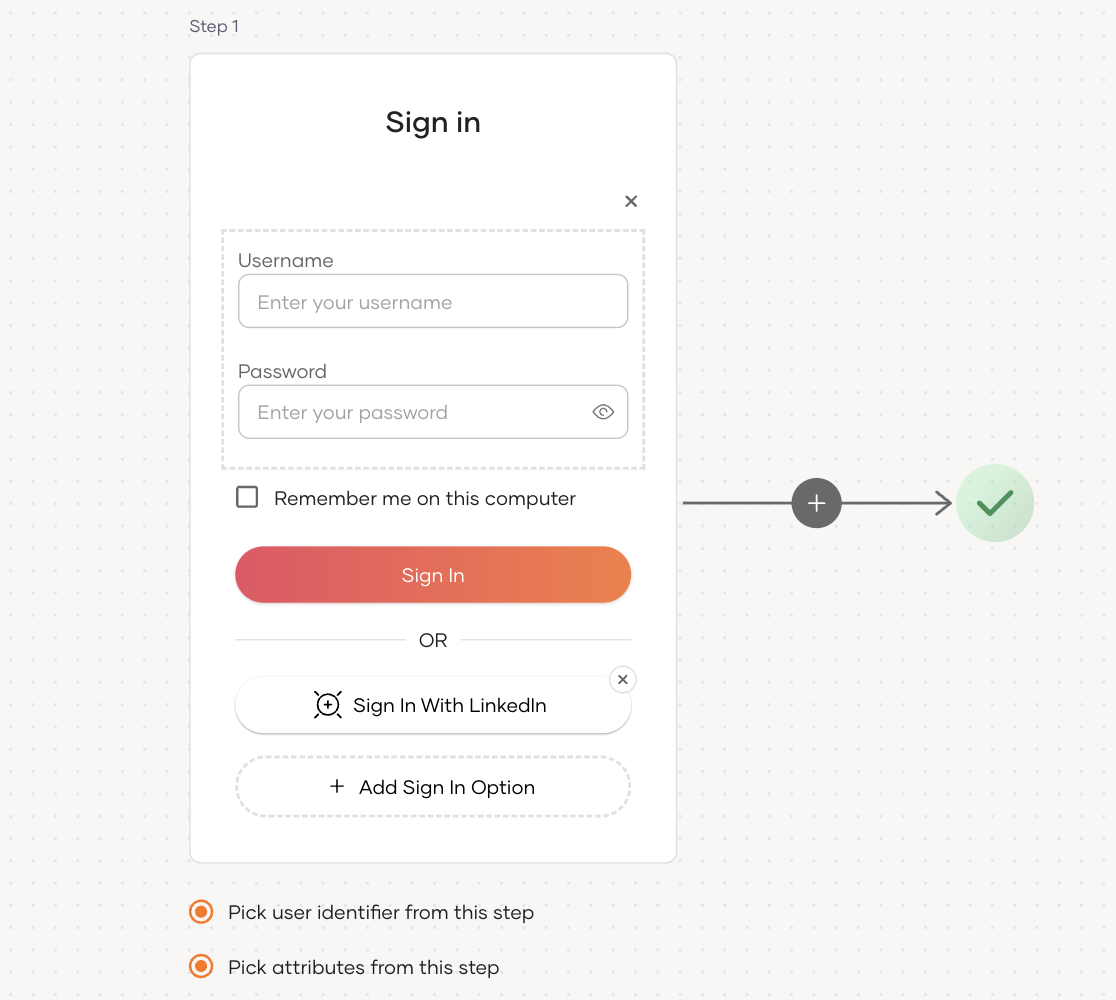 Step 1
Sign in
Username
Enter your username
Password
Enter your password
Remember me on this computer
Sign In
OR
Sign In With LinkedIn
+ Add Sign In Option
Pick user identifier from this step
Pick attributes from this step